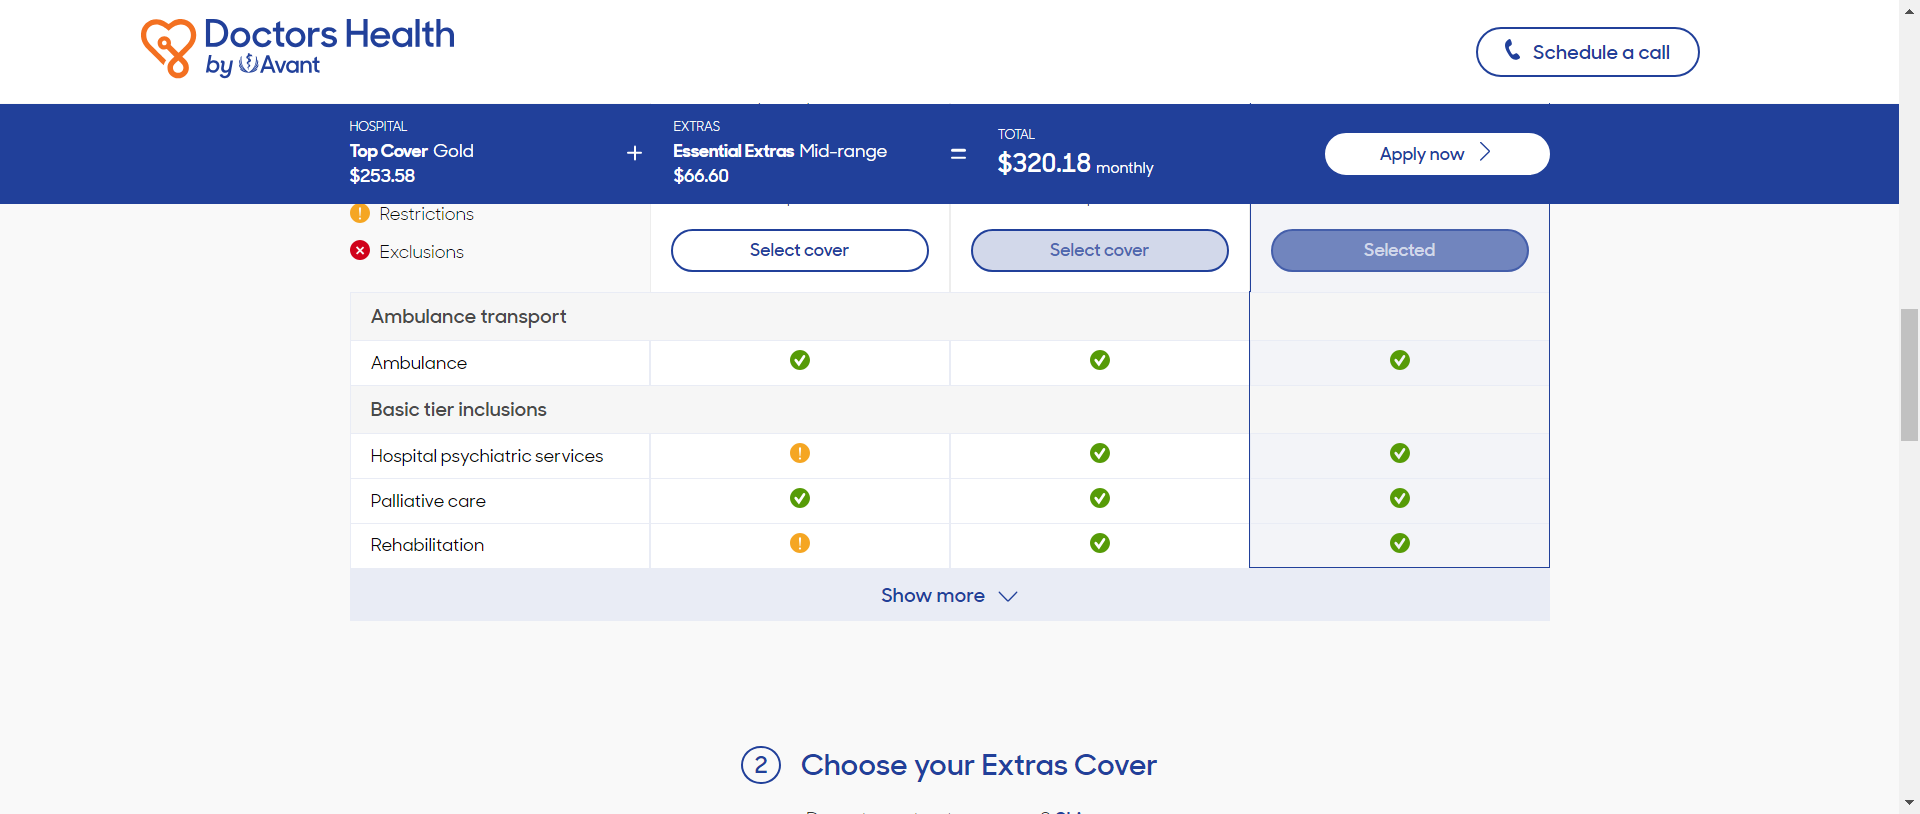 Doctors Health
by Avant
Schedule a call
HOSPITAL
Top Cover Gold
$253.58
+
EXTRAS
Essential Extras Mid-range
$66.60
=
TOTAL
$320.18 monthly
Apply now
Restrictions
Exclusions
Select cover
Select cover
Selected
Ambulance transport
Ambulance
Basic tier inclusions
Hospital psychiatric services
Palliative care
Rehabilitation
Show more
2 Choose your Extras Cover